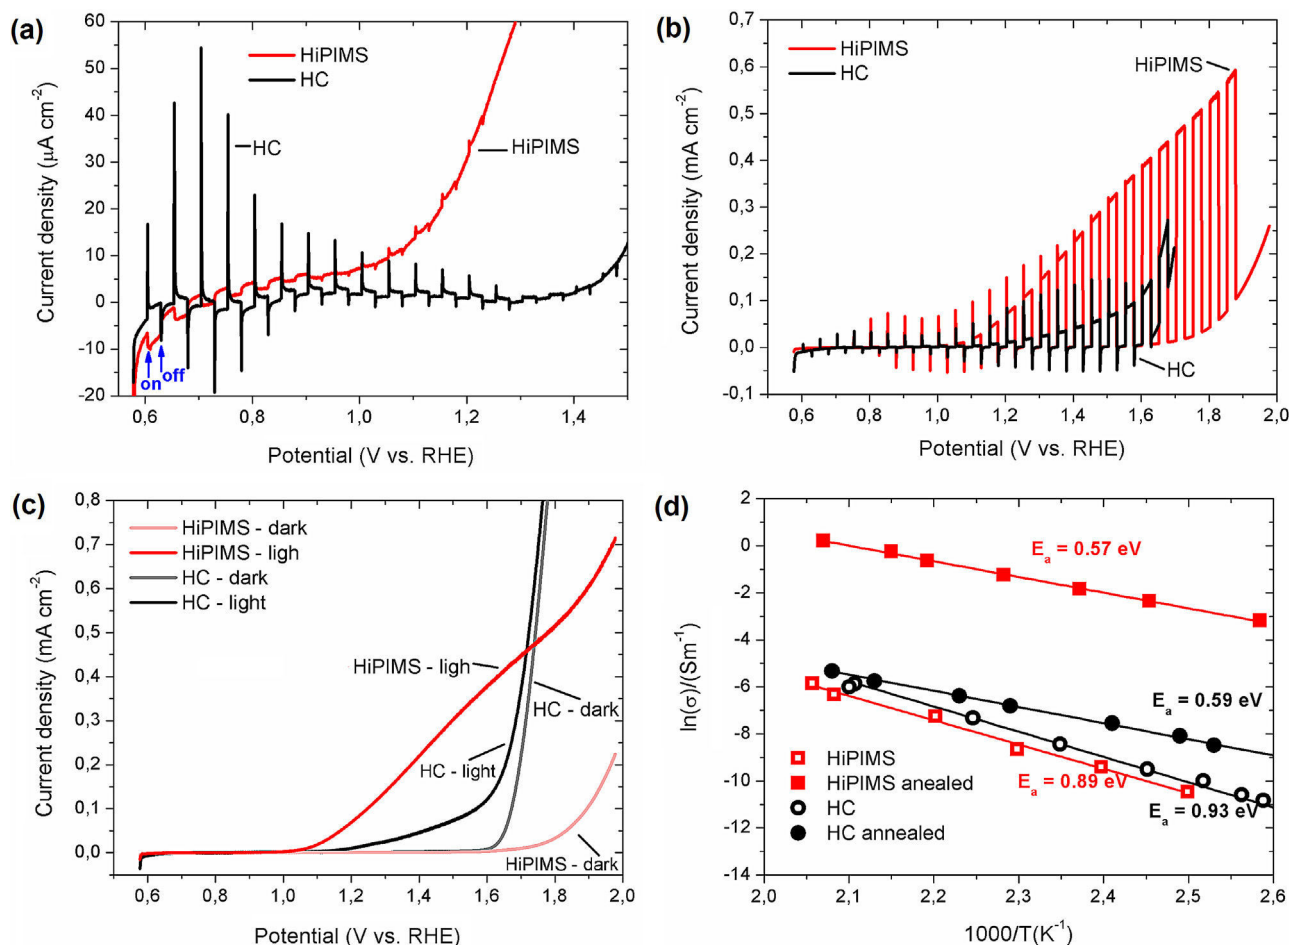 (a)
60
50
40
30
20
10
0
-10
-20
Current density (µA cm⁻²)
HiPIMS
HC
HC
HiPIMS
on
off
0,6
0,8
1,0
1,2
1,4
Potential (V vs. RHE)
(b)
0,7
0,6
0,5
0,4
0,3
0,2
0,1
0,0
-0,1
Current density (mA cm⁻²)
HiPIMS
HC
HiPIMS
HC
0,6
0,8
1,0
1,2
1,4
1,6
1,8
2,0
Potential (V vs. RHE)
(c)
0,8
0,7
0,6
0,5
0,4
0,3
0,2
0,1
0,0
Current density (mA cm⁻²)
HiPIMS - dark
HiPIMS - ligh
HC - dark
HC - light
HiPIMS - ligh
HC - dark
HC - light
HiPIMS - dark
0,6
0,8
1,0
1,2
1,4
1,6
1,8
2,0
Potential (V vs. RHE)
(d)
2
0
-2
-4
-6
-8
-10
-12
-14
ln(σ)/(Sm⁻¹)
Eₐ = 0.57 eV
Eₐ = 0.59 eV
Eₐ = 0.89 eV
Eₐ = 0.93 eV
HiPIMS
HiPIMS anealed
HC
HC annealed
2,0
2,1
2,2
2,3
2,4
2,5
2,6
1000/T(K⁻¹)